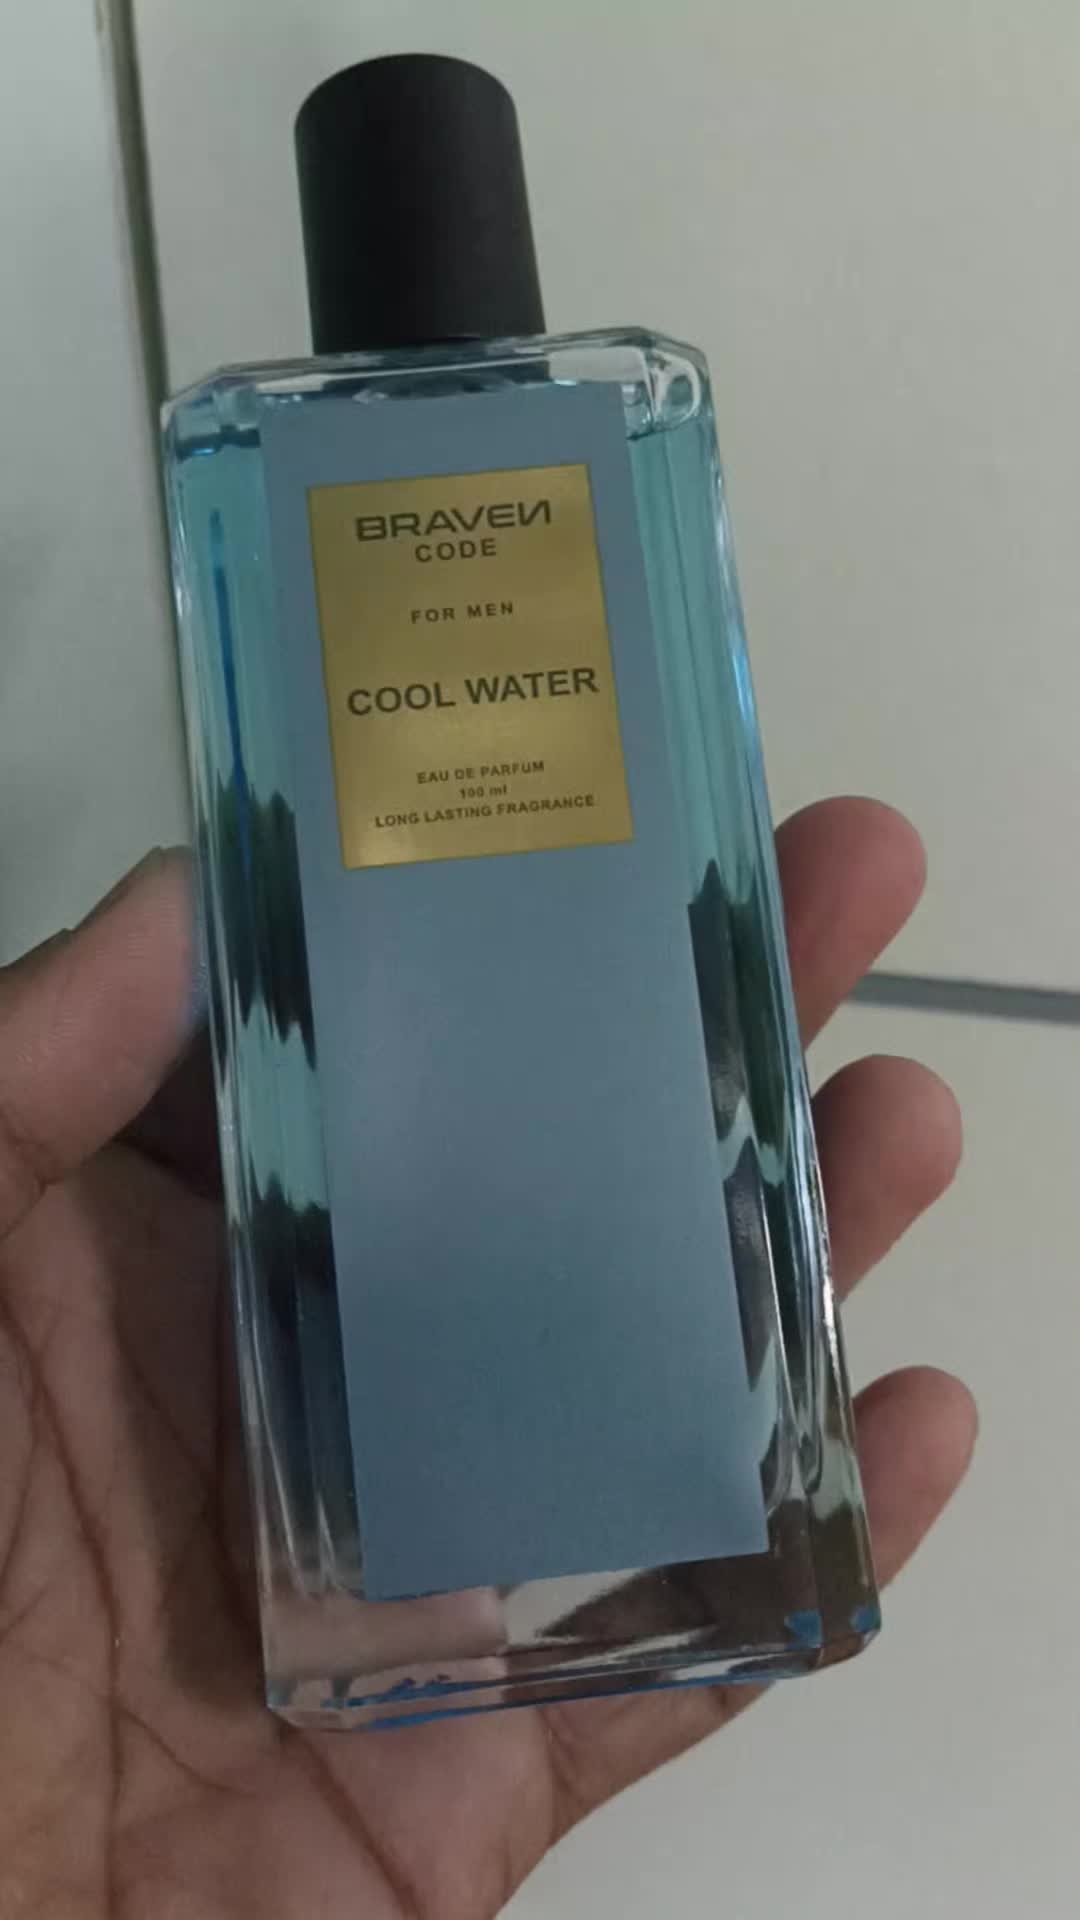 BRAVEN
CODE
FOR MEN
COOL WATER
EAU DE PARFUM
100 ml
LONG LASTING FRAGRANCE